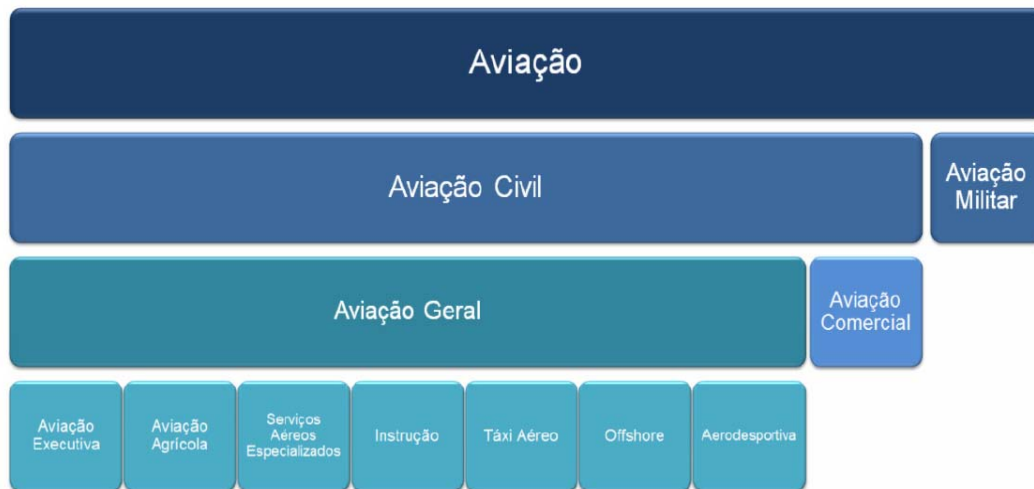 Aviação
Aviação Civil
Aviação
Militar
Aviação Geral
Aviação
Comercial
Aviação
Executiva
Aviação
Agrícola
Serviços
Aéreos
Especializados
Instrução
Táxi Aéreo
Offshore
Aerodesportiva